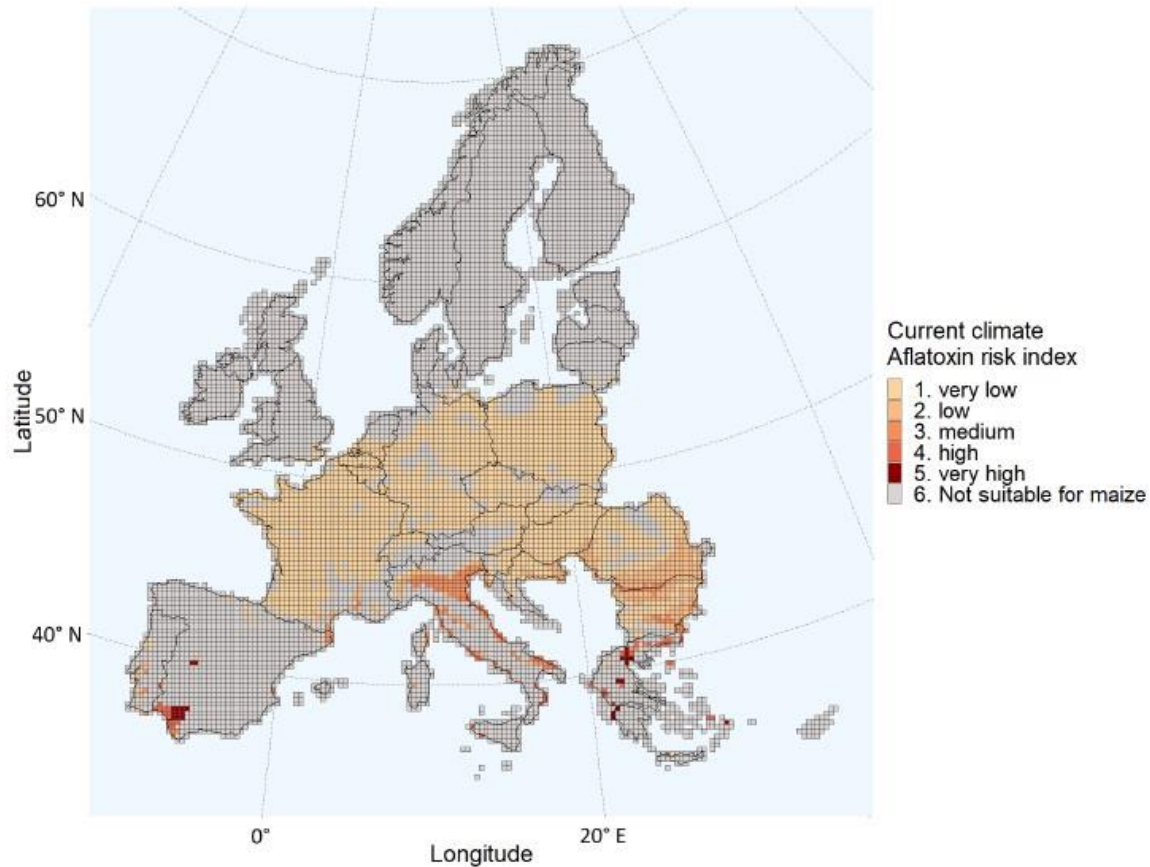 60° N
50° N
40° N
Latitude
0°
20° E
Longitude
Current climate
Aflatoxin risk index
1. very low
2. low
3. medium
4. high
5. very high
6. Not suitable for maize